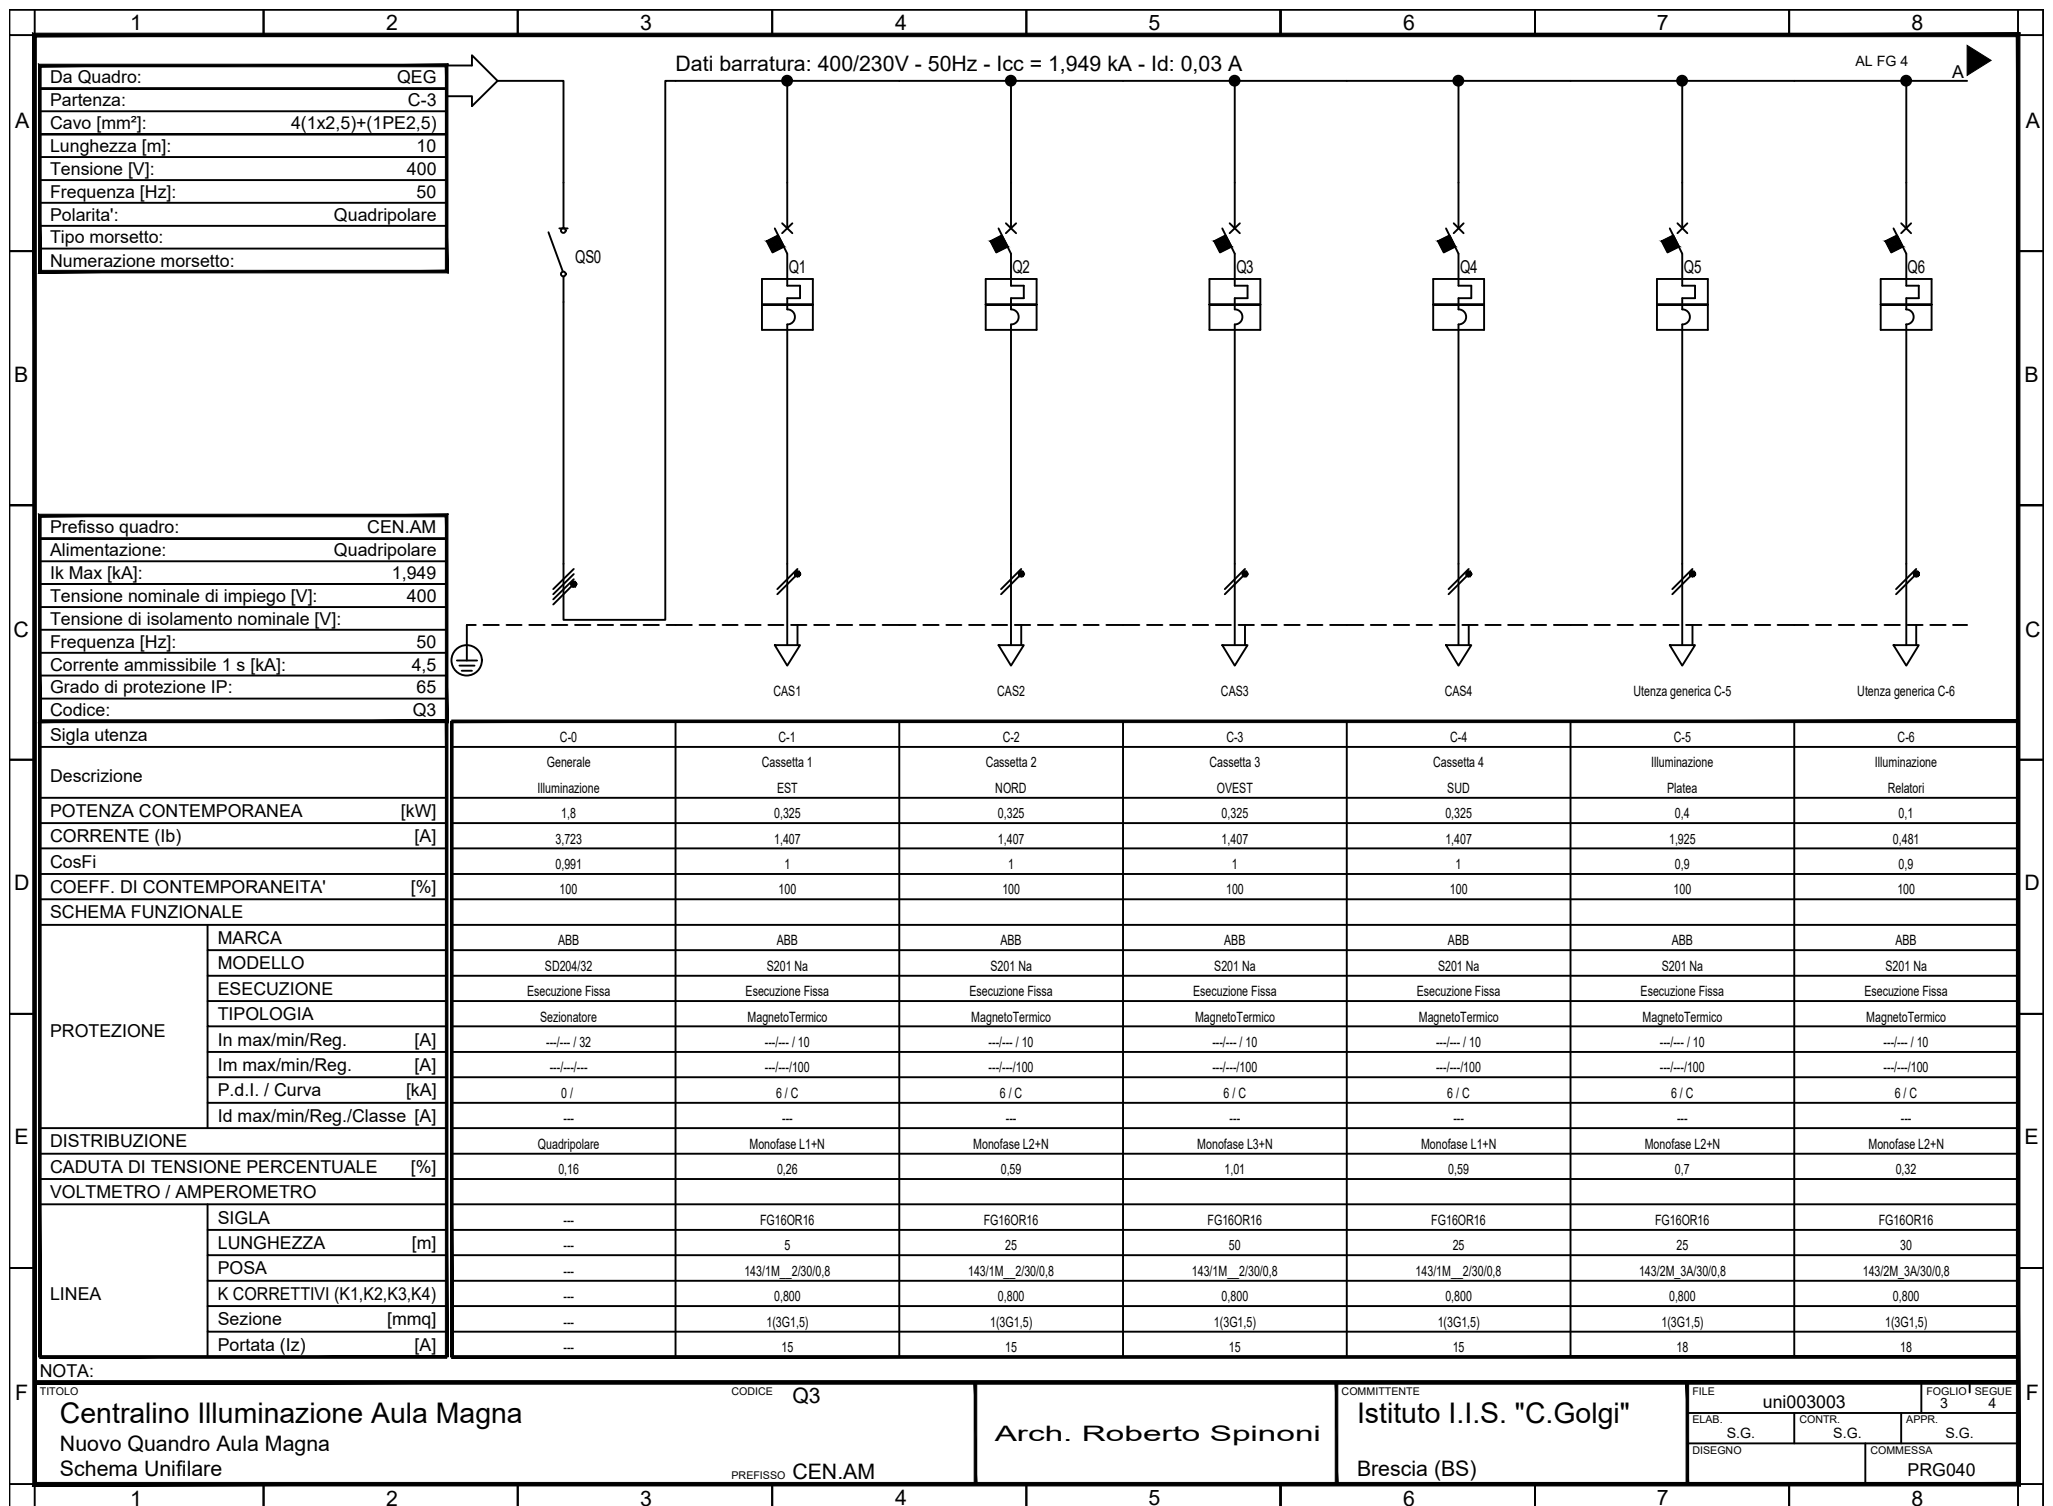 1 2 3 4 5 6 7 8
Dati barratura: 400/230V - 50Hz - Icc = 1,949 kA - Id: 0,03 A
AL FG 4
A
A
A
Da Quadro: QEG
Partenza: C-3
Cavo [mm²]: 4(1x2,5)+(1PE2,5)
Lunghezza [m]: 10
Tensione [V]: 400
Frequenza [Hz]: 50
Polarita': Quadripolare
Tipo morsetto:
Numerazione morsetto:
QS0
Q1 Q2 Q3 Q4 Q5 Q6
B B
Prefisso quadro: CEN.AM
Alimentazione: Quadripolare
Ik Max [kA]: 1,949
Tensione nominale di impiego [V]: 400
Tensione di isolamento nominale [V]:
Frequenza [Hz]: 50
Corrente ammissibile 1 s [kA]: 4,5
Grado di protezione IP: 65
Codice: Q3
C C
CAS1 CAS2 CAS3 CAS4 Utenza generica C-5 Utenza generica C-6
Sigla utenza C-0 C-1 C-2 C-3 C-4 C-5 C-6
Descrizione
Generale Cassetta 1 Cassetta 2 Cassetta 3 Cassetta 4 Illuminazione Illuminazione
Illuminazione EST NORD OVEST SUD Platea Relatori
POTENZA CONTEMPORANEA [kW] 1,8 0,325 0,325 0,325 0,325 0,4 0,1
CORRENTE (Ib) [A] 3,723 1,407 1,407 1,407 1,407 1,925 0,481
CosFi 0,991 1 1 1 1 0,9 0,9
D D
COEFF. DI CONTEMPORANEITA' [%] 100 100 100 100 100 100 100
SCHEMA FUNZIONALE
PROTEZIONE
MARCA ABB ABB ABB ABB ABB ABB ABB
MODELLO SD204/32 S201 Na S201 Na S201 Na S201 Na S201 Na S201 Na
ESECUZIONE Esecuzione Fissa Esecuzione Fissa Esecuzione Fissa Esecuzione Fissa Esecuzione Fissa Esecuzione Fissa Esecuzione Fissa
TIPOLOGIA Sezionatore MagnetoTermico MagnetoTermico MagnetoTermico MagnetoTermico MagnetoTermico MagnetoTermico
In max/min/Reg. [A] ---/--- / 32 ---/--- / 10 ---/--- / 10 ---/--- / 10 ---/--- / 10 ---/--- / 10 ---/--- / 10
Im max/min/Reg. [A] ---/---/--- ---/---/100 ---/---/100 ---/---/100 ---/---/100 ---/---/100 ---/---/100
P.d.I. / Curva [kA] 0 / 6 / C 6 / C 6 / C 6 / C 6 / C 6 / C
Id max/min/Reg./Classe [A] --- --- --- --- --- --- ---
E E
DISTRIBUZIONE Quadripolare Monofase L1+N Monofase L2+N Monofase L3+N Monofase L1+N Monofase L2+N Monofase L2+N
CADUTA DI TENSIONE PERCENTUALE [%] 0,16 0,26 0,59 1,01 0,59 0,7 0,32
VOLTMETRO / AMPEROMETRO
LINEA
SIGLA --- FG16OR16 FG16OR16 FG16OR16 FG16OR16 FG16OR16 FG16OR16
LUNGHEZZA [m] --- 5 25 50 25 25 30
POSA --- 143/1M__2/30/0,8 143/1M__2/30/0,8 143/1M__2/30/0,8 143/1M__2/30/0,8 143/2M_3A/30/0,8 143/2M_3A/30/0,8
K CORRETTIVI (K1,K2,K3,K4) --- 0,800 0,800 0,800 0,800 0,800 0,800
Sezione [mmq] --- 1(3G1,5) 1(3G1,5) 1(3G1,5) 1(3G1,5) 1(3G1,5) 1(3G1,5)
Portata (Iz) [A] --- 15 15 15 15 18 18
NOTA:
F F
TITOLO
Centralino Illuminazione Aula Magna
Nuovo Quandro Aula Magna
Schema Unifilare
CODICE Q3
PREFISSO CEN.AM
Arch. Roberto Spinoni
COMMITTENTE
Istituto I.I.S. "C.Golgi"
Brescia (BS)
FILE uni003003
FOGLIO 3 SEGUE 4
ELAB. S.G. CONTR. S.G. APPR. S.G.
DISEGNO
COMMESSA PRG040
1 2 3 4 5 6 7 8